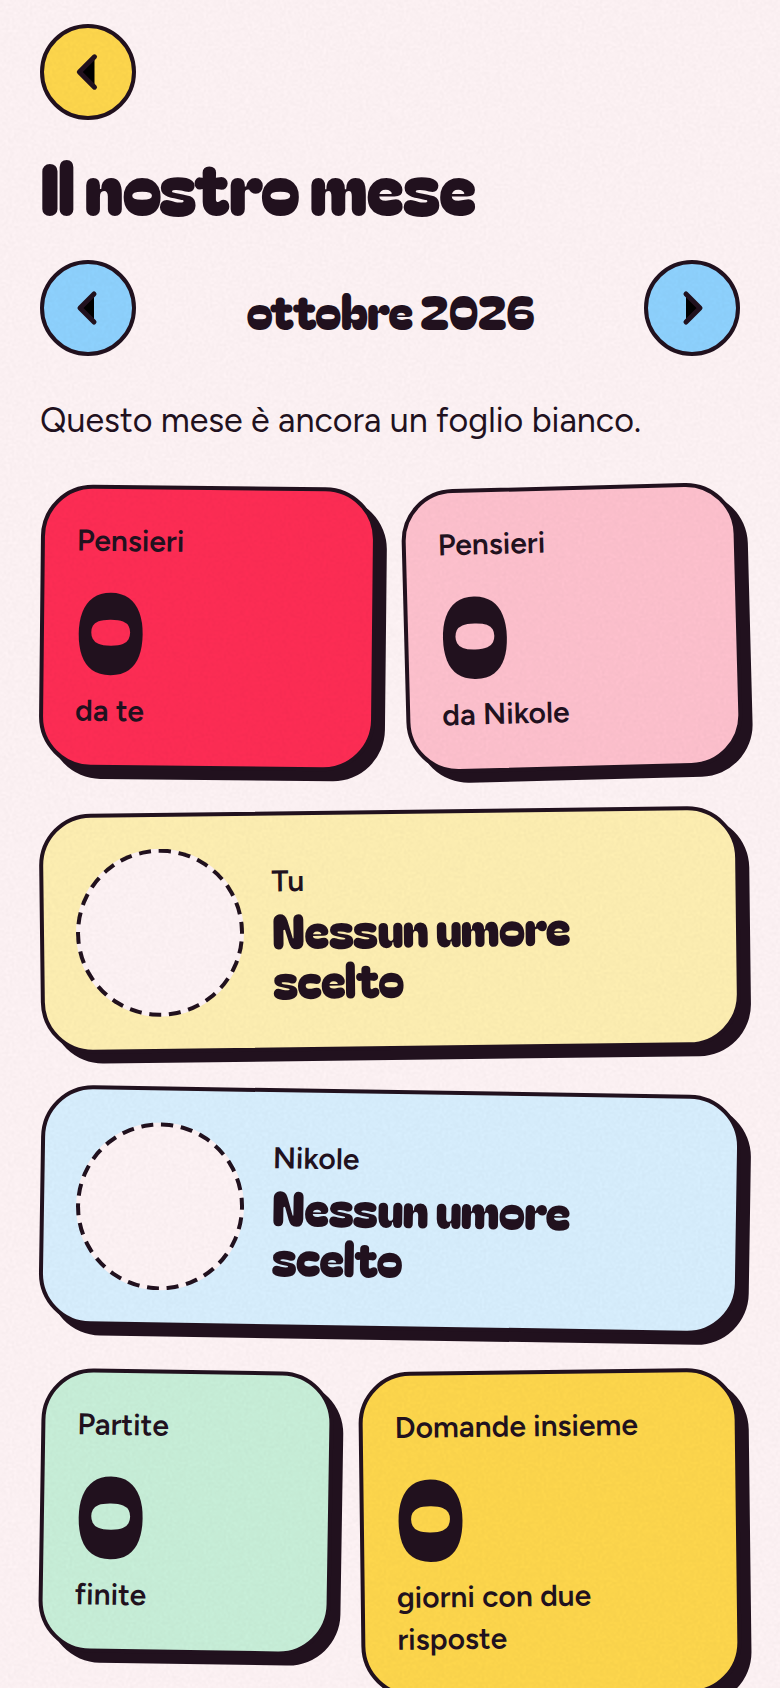 Il nostro mese
ottobre 2026
Questo mese è ancora un foglio bianco.
Pensieri
0
da te
Pensieri
0
da Nikole
Tu
Nessun umore
scelto
Nikole
Nessun umore
scelto
Partite
0
finite
Domande insieme
0
giorni con due
risposte